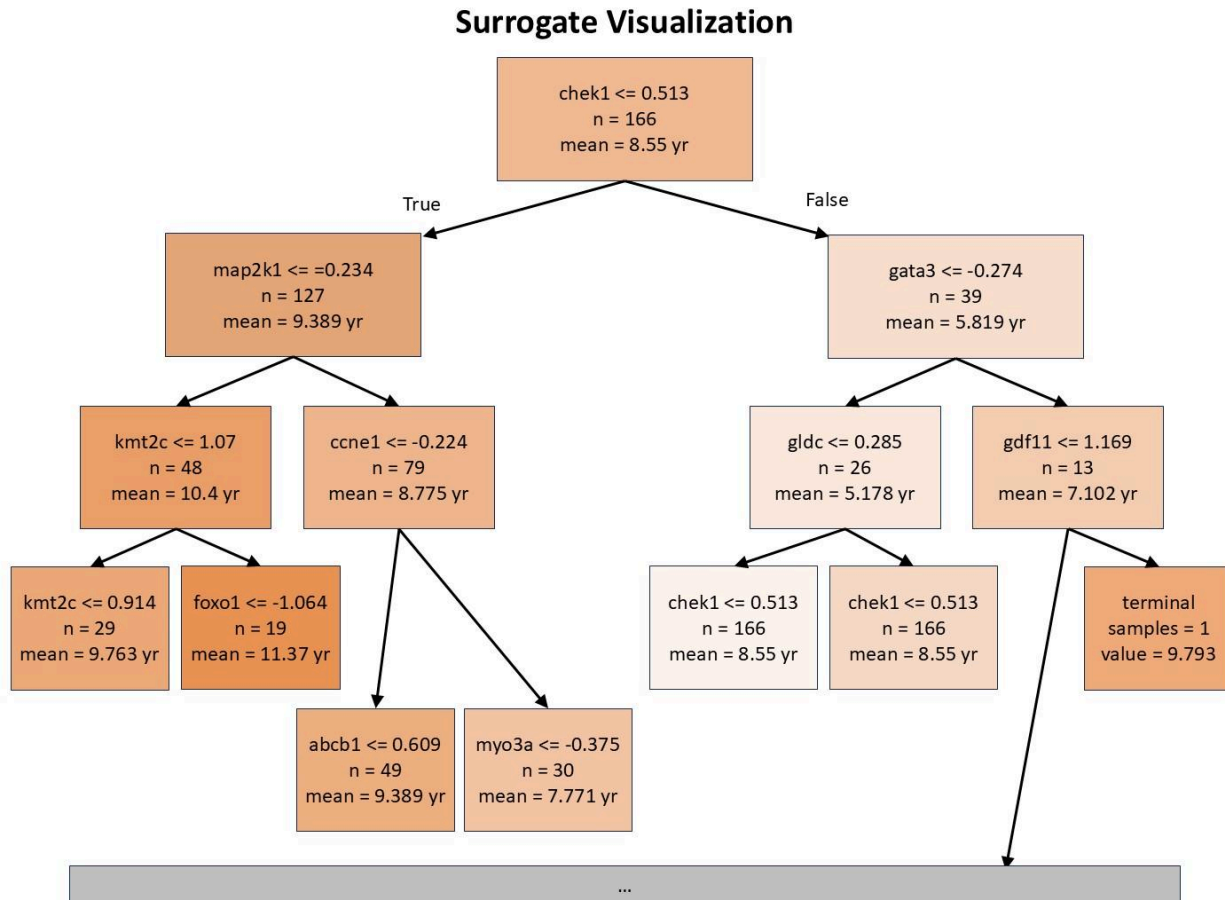 Surrogate Visualization
chek1 <= 0.513
n = 166
mean = 8.55 yr
True
False
map2k1 <= =0.234
n = 127
mean = 9.389 yr
gata3 <= -0.274
n = 39
mean = 5.819 yr
kmt2c <= 1.07
n = 48
mean = 10.4 yr
ccne1 <= -0.224
n = 79
mean = 8.775 yr
gldc <= 0.285
n = 26
mean = 5.178 yr
gdf11 <= 1.169
n = 13
mean = 7.102 yr
kmt2c <= 0.914
n = 29
mean = 9.763 yr
foxo1 <= -1.064
n = 19
mean = 11.37 yr
chek1 <= 0.513
n = 166
mean = 8.55 yr
chek1 <= 0.513
n = 166
mean = 8.55 yr
terminal
samples = 1
value = 9.793
abcb1 <= 0.609
n = 49
mean = 9.389 yr
myo3a <= -0.375
n = 30
mean = 7.771 yr
...